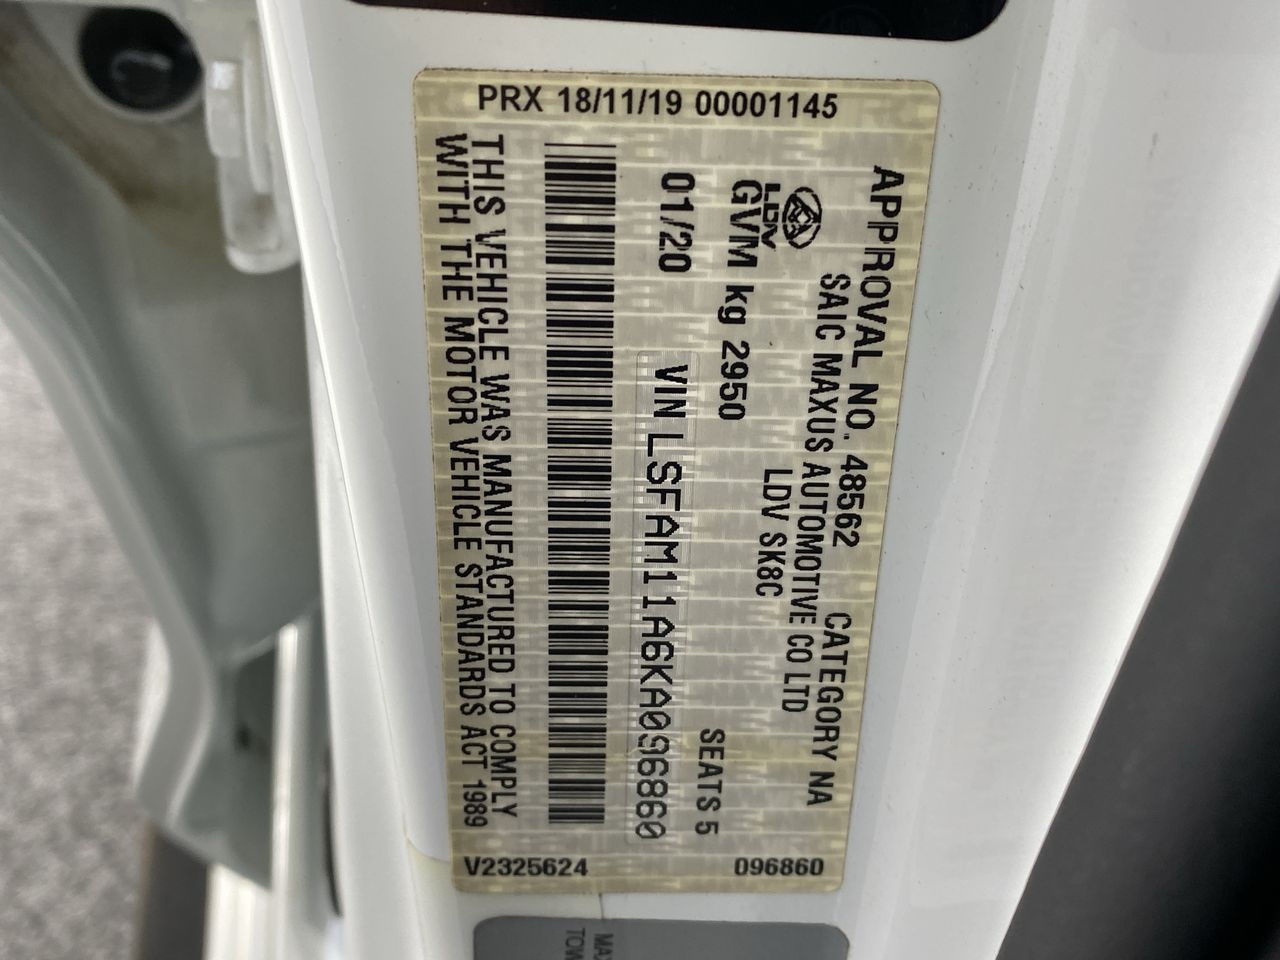 PRX 18/11/19 00001145
APPROVAL NO. 48562 CATEGORY NA
SAIC MAXUS AUTOMOTIVE CO LTD
LDV
LDV SK8C
GVM kg 2950 SEATS 5
01/20 VIN LSFAM11A6KA096860
THIS VEHICLE WAS MANUFACTURED TO COMPLY
WITH THE MOTOR VEHICLE STANDARDS ACT 1989
V2325624 096860